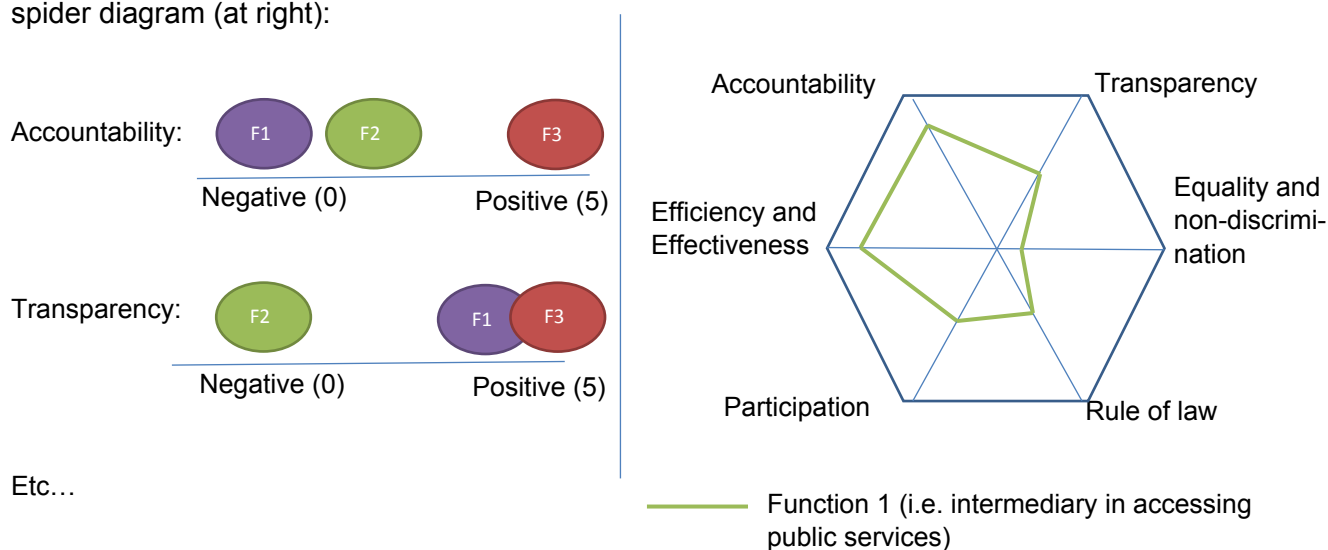 spider diagram (at right):
Accountability:
F1
F2
F3
Negative (0)
Positive (5)
Transparency:
F2
F1
F3
Negative (0)
Positive (5)
Etc…
Accountability
Transparency
Efficiency and
Effectiveness
Equality and
non-discrimi-
nation
Participation
Rule of law
Function 1 (i.e. intermediary in accessing
public services)